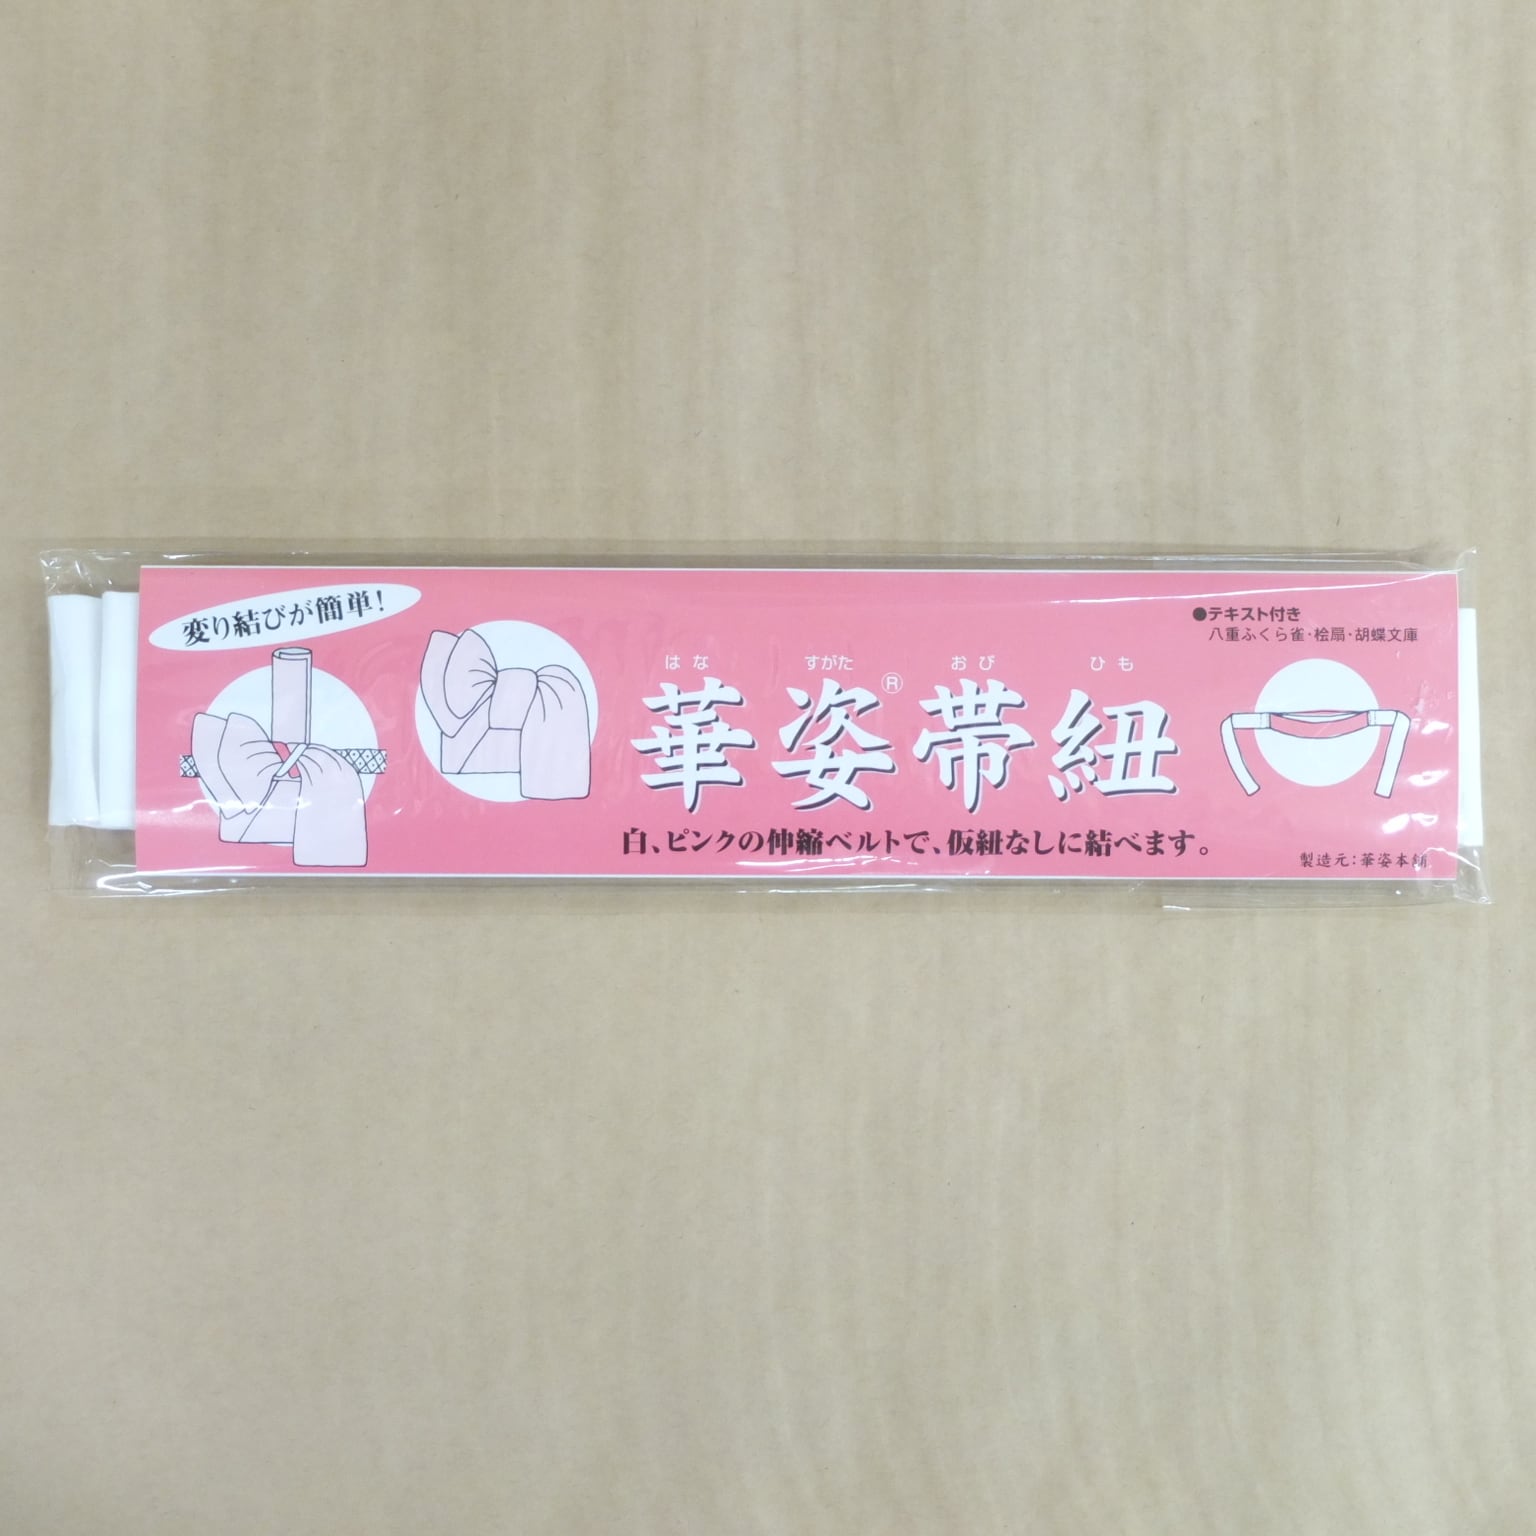 変り結びが簡単！
●テキスト付き
八重ふくら雀・桧扇・胡蝶文庫
はな すがた おび ひも
華姿®帯紐
白、ピンクの伸縮ベルトで、仮紐なしに結べます。
製造元：華姿本舗